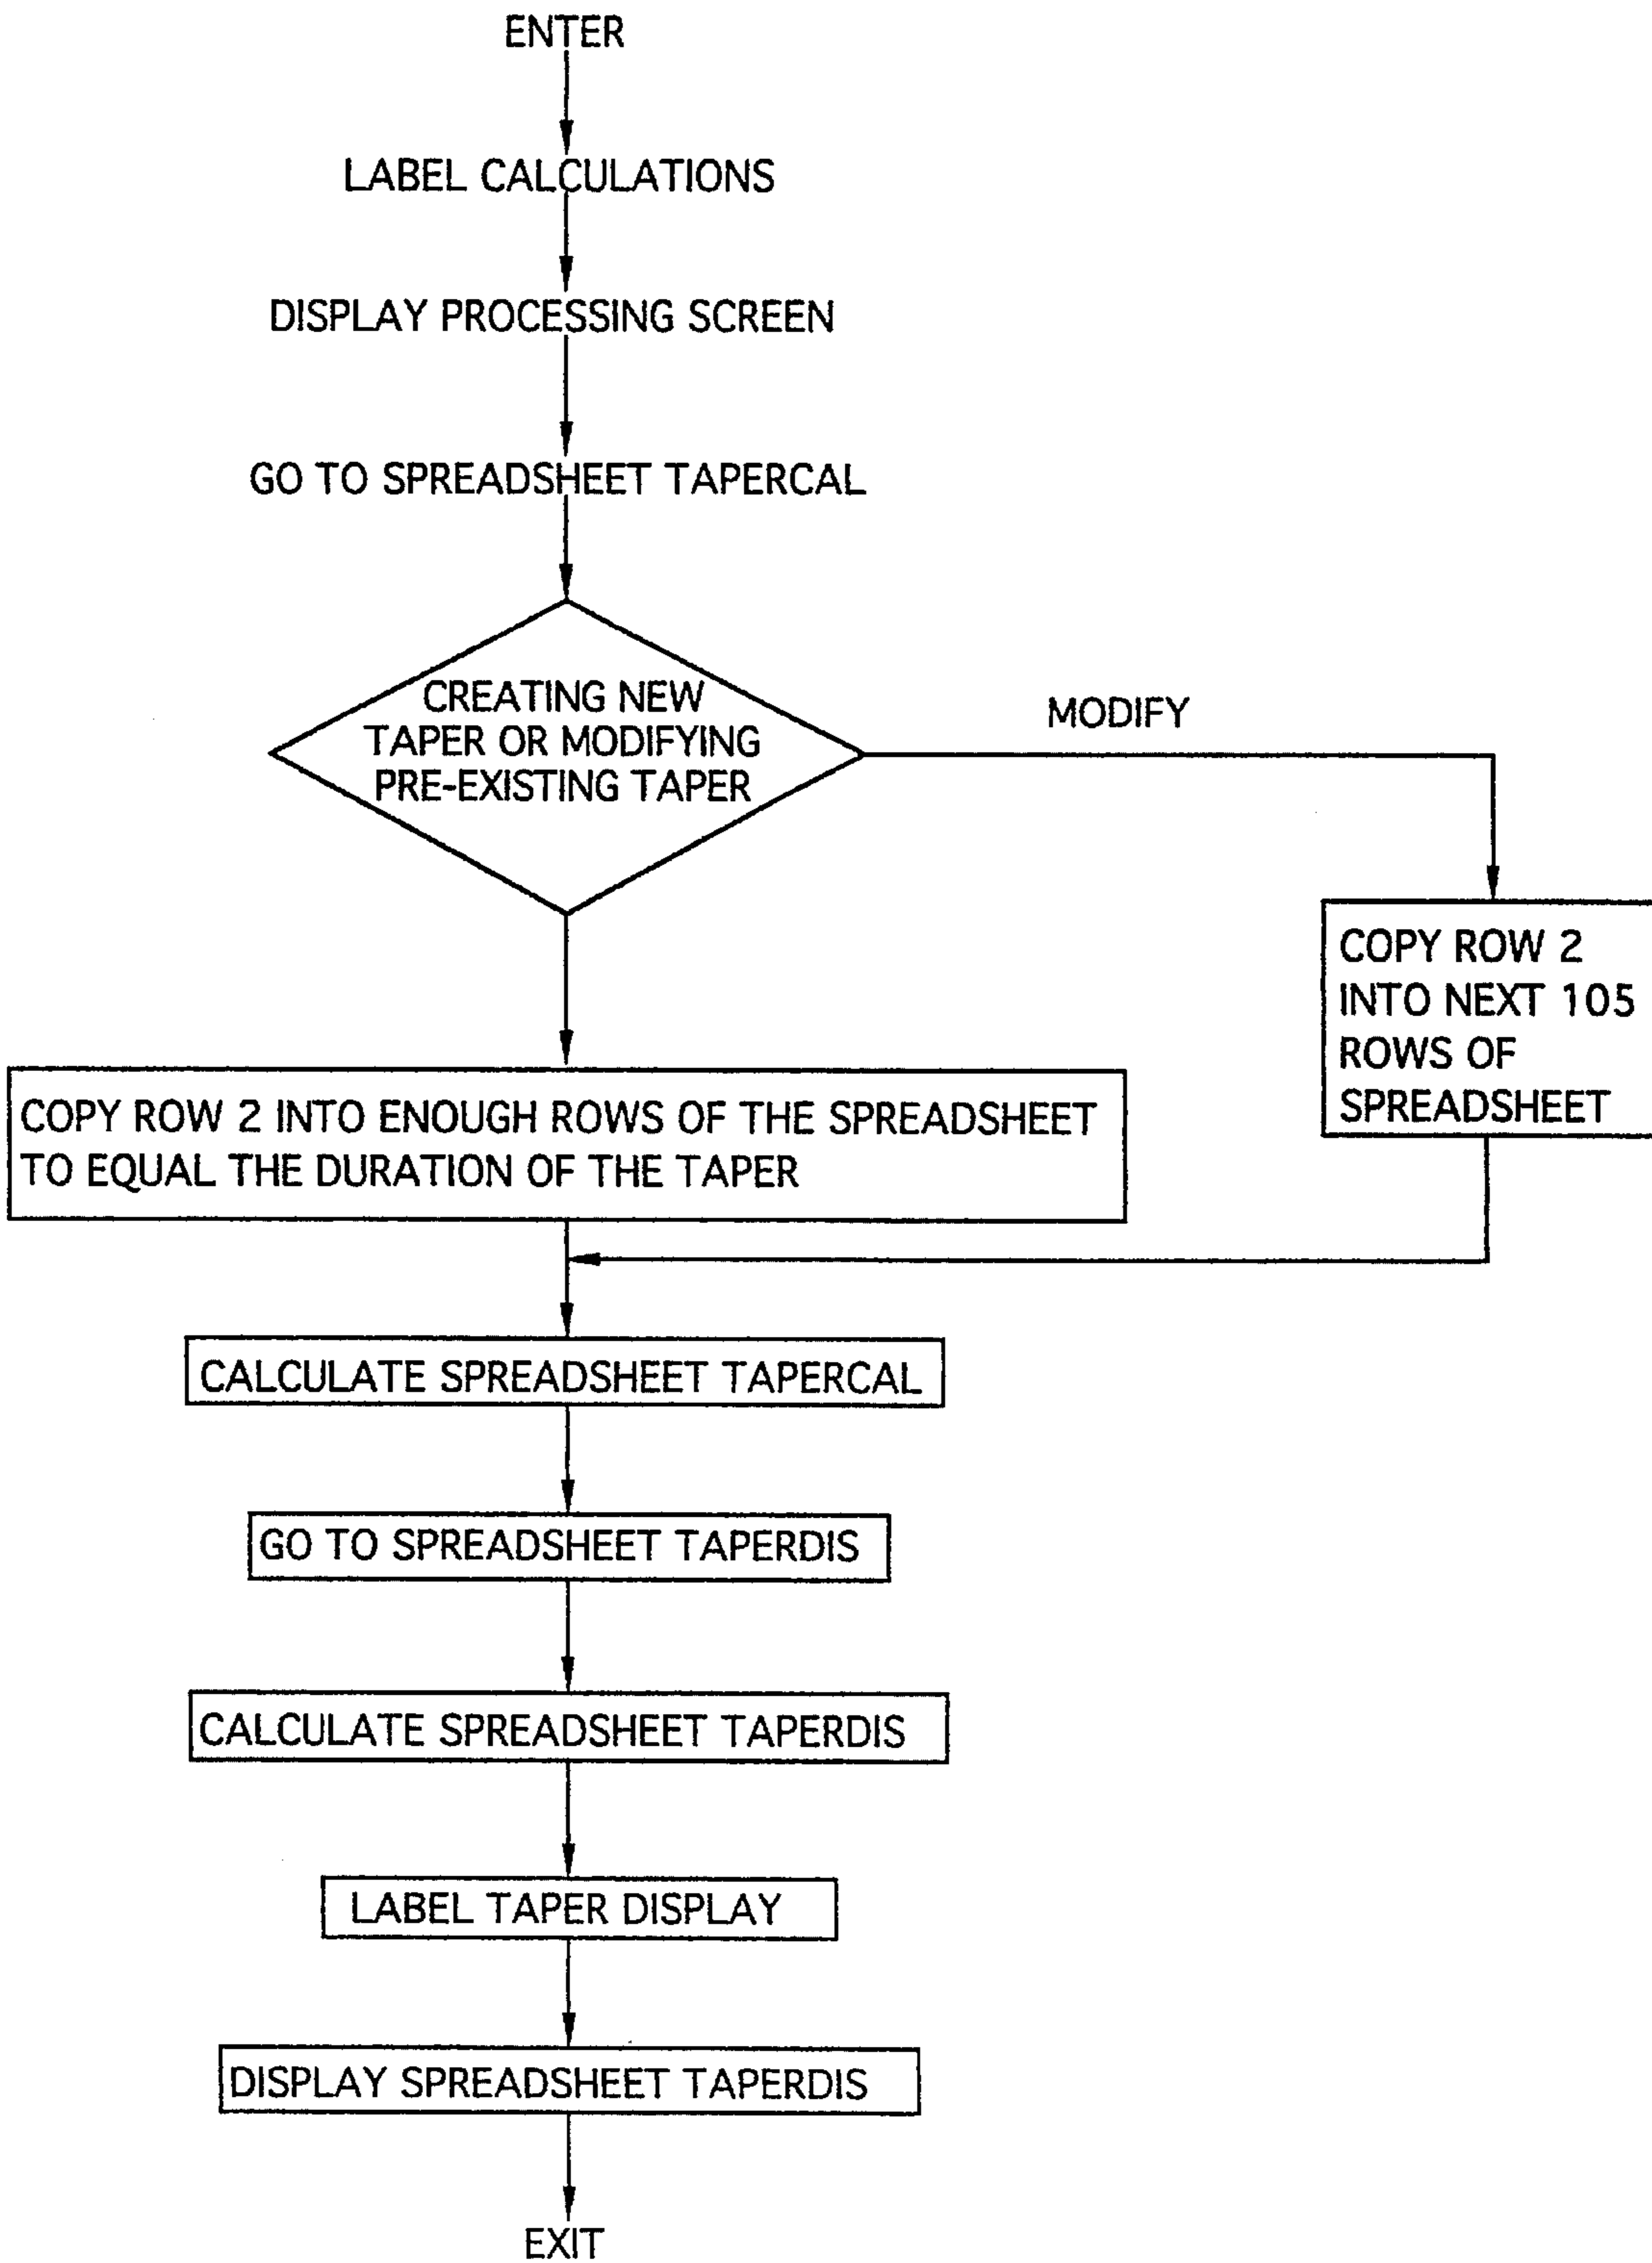 ENTER
LABEL CALCULATIONS
DISPLAY PROCESSING SCREEN
GO TO SPREADSHEET TAPERCAL
CREATING NEW
TAPER OR MODIFYING
PRE-EXISTING TAPER
MODIFY
COPY ROW 2
INTO NEXT 105
ROWS OF
SPREADSHEET
COPY ROW 2 INTO ENOUGH ROWS OF THE SPREADSHEET
TO EQUAL THE DURATION OF THE TAPER
CALCULATE SPREADSHEET TAPERCAL
GO TO SPREADSHEET TAPERDIS
CALCULATE SPREADSHEET TAPERDIS
LABEL TAPER DISPLAY
DISPLAY SPREADSHEET TAPERDIS
EXIT